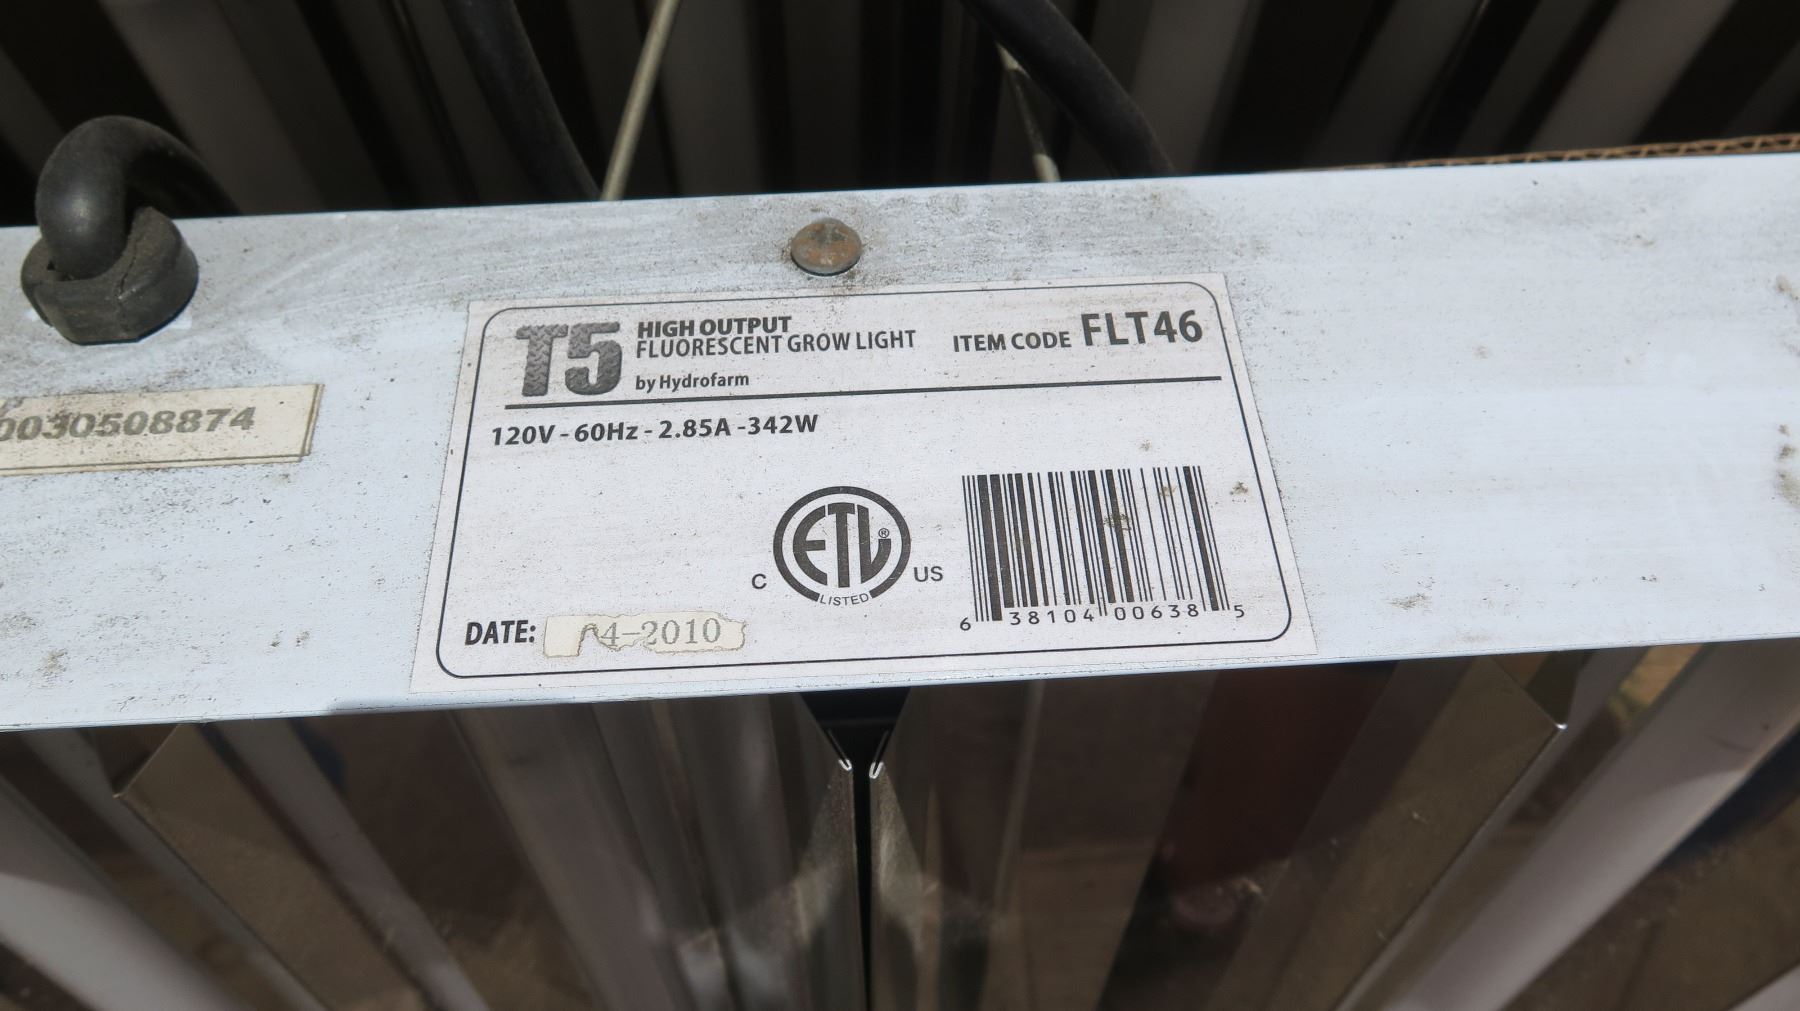 T5 HIGH OUTPUT
FLUORESCENT GROW LIGHT
by Hydrofarm
ITEM CODE FLT46
120V - 60Hz - 2.85A -342W
0030508874
C ETL ® US
LISTED
DATE: 04-2010
6 38104 00638 5